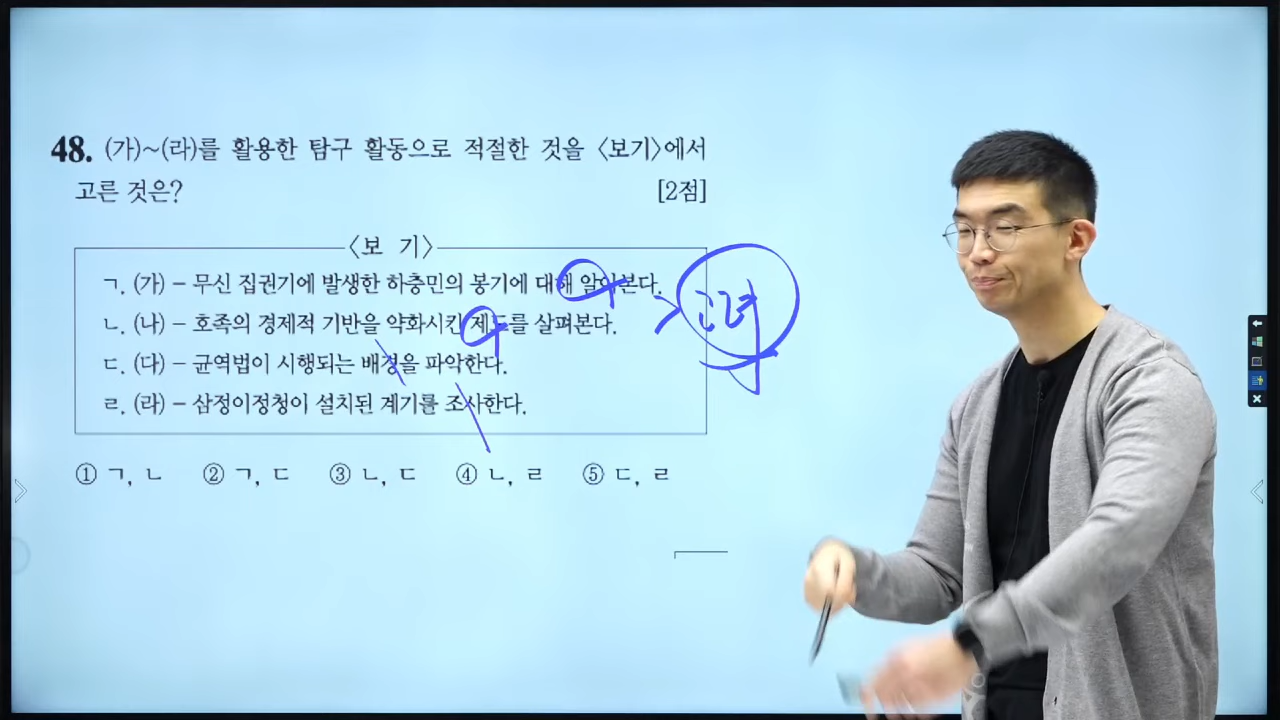 48. (가)~(라)를 활용한 탐구 활동으로 적절한 것을 〈보기〉에서
고른 것은? [2점]
〈보 기〉
ㄱ. (가) – 무신 집권기에 발생한 하층민의 봉기에 대해 알아본다.
ㄴ. (나) – 호족의 경제적 기반을 약화시킨 제도를 살펴본다.
ㄷ. (다) – 균역법이 시행되는 배경을 파악한다.
ㄹ. (라) – 삼정이정청이 설치된 계기를 조사한다.
고려
① ㄱ, ㄴ ② ㄱ, ㄷ ③ ㄴ, ㄷ ④ ㄴ, ㄹ ⑤ ㄷ, ㄹ